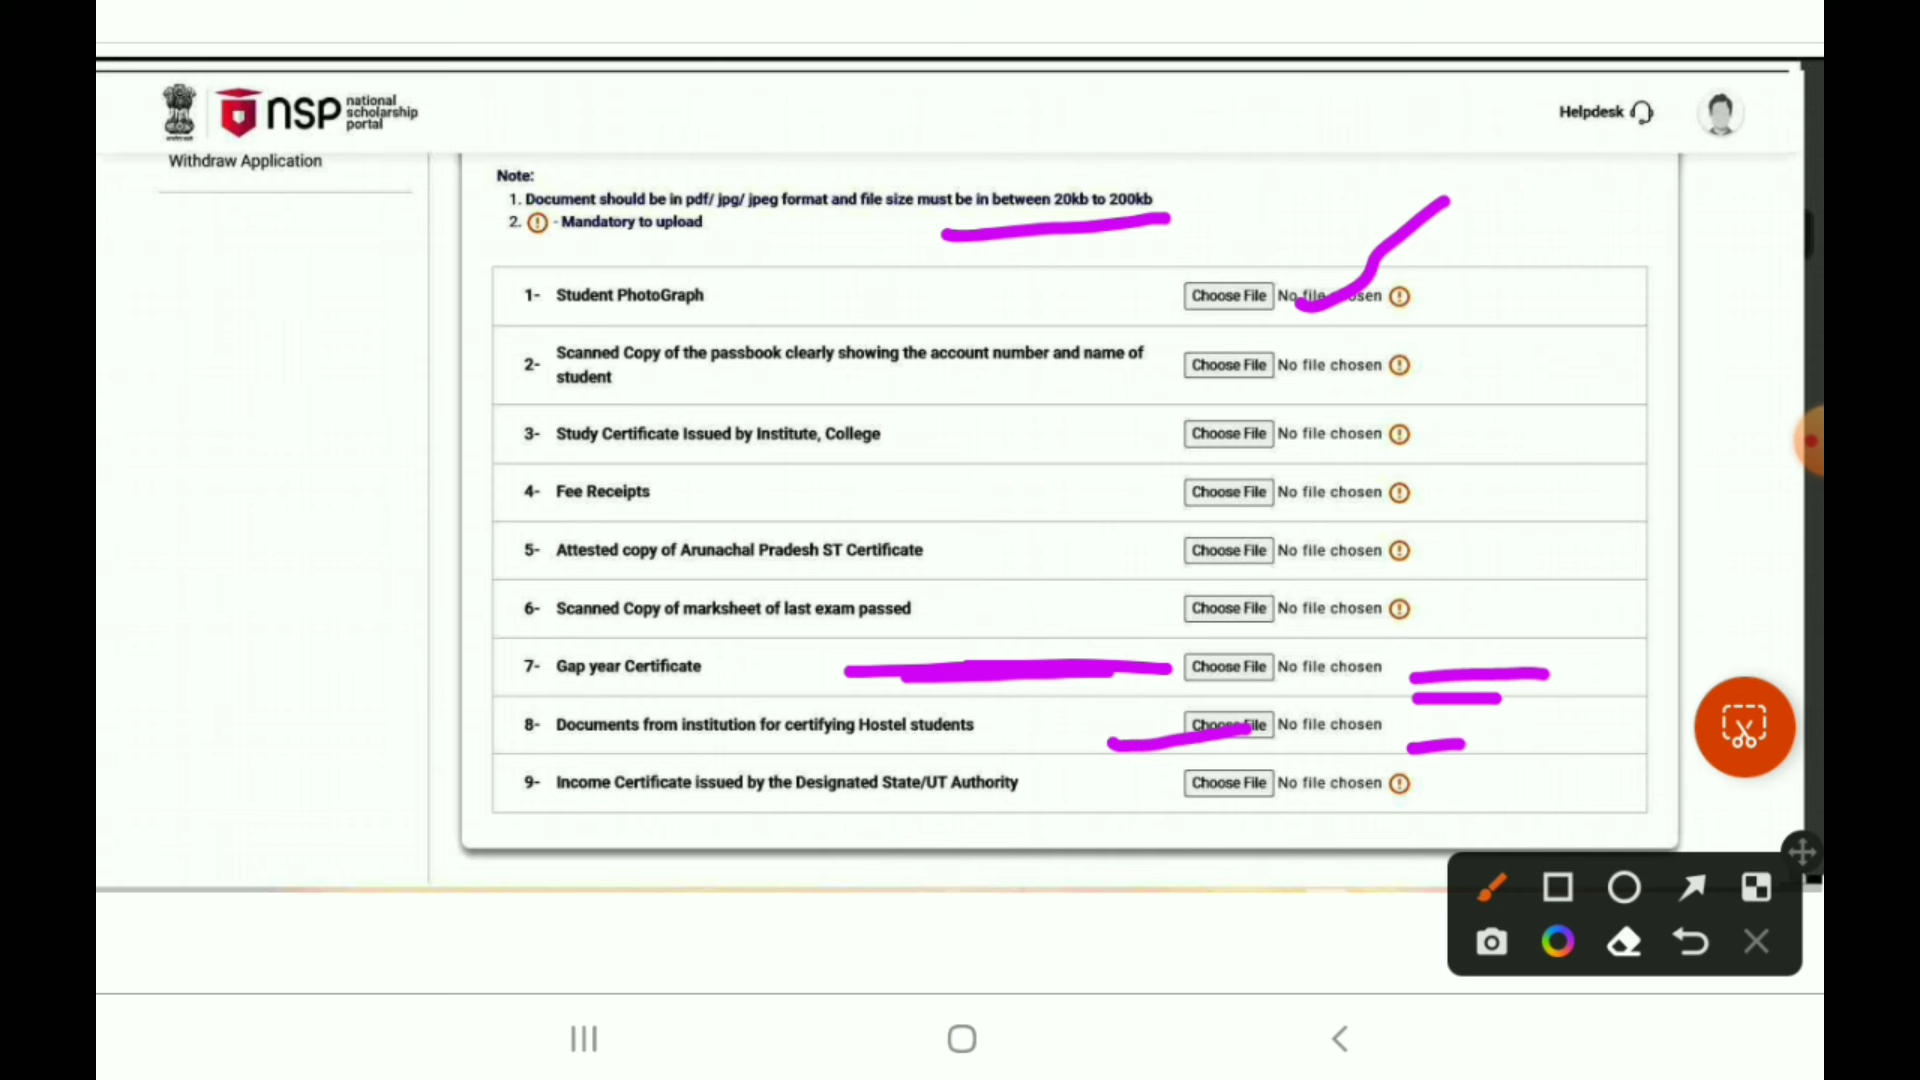 nsp national
scholarship
portal
Helpdesk
Withdraw Application
Note:
1. Document should be in pdf/ jpg/ jpeg format and file size must be in between 20kb to 200kb
2. - Mandatory to upload
1- Student PhotoGraph Choose File No file chosen
2- Scanned Copy of the passbook clearly showing the account number and name of
student Choose File No file chosen
3- Study Certificate Issued by Institute, College Choose File No file chosen
4- Fee Receipts Choose File No file chosen
5- Attested copy of Arunachal Pradesh ST Certificate Choose File No file chosen
6- Scanned Copy of marksheet of last exam passed Choose File No file chosen
7- Gap year Certificate Choose File No file chosen
8- Documents from institution for certifying Hostel students Choose File No file chosen
9- Income Certificate issued by the Designated State/UT Authority Choose File No file chosen